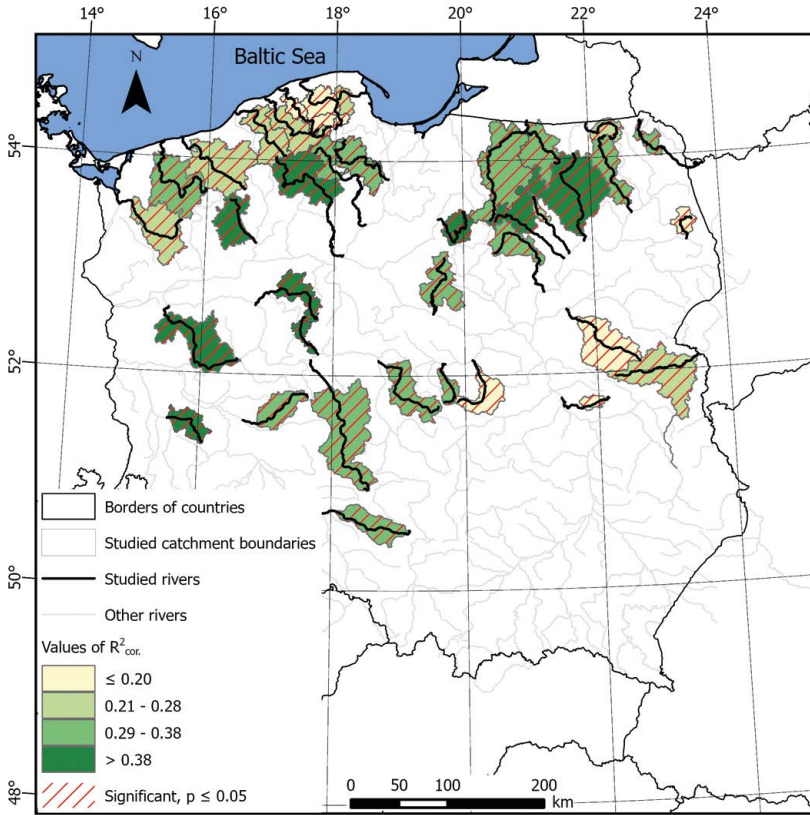 14° 16° 18° 20° 22° 24°
Baltic Sea
N
54°
52°
50°
48°
Borders of countries
Studied catchment boundaries
Studied rivers
Other rivers
Values of R²cor.
≤ 0.20
0.21 - 0.28
0.29 - 0.38
> 0.38
Significant, p ≤ 0.05
0 50 100 200
km